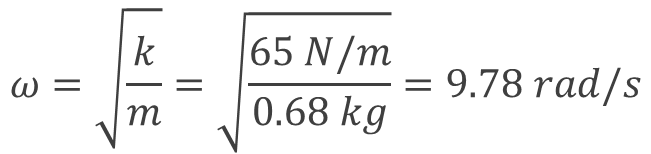 ω = √(k/m) = √(65 N/m / 0.68 kg) = 9.78 rad/s